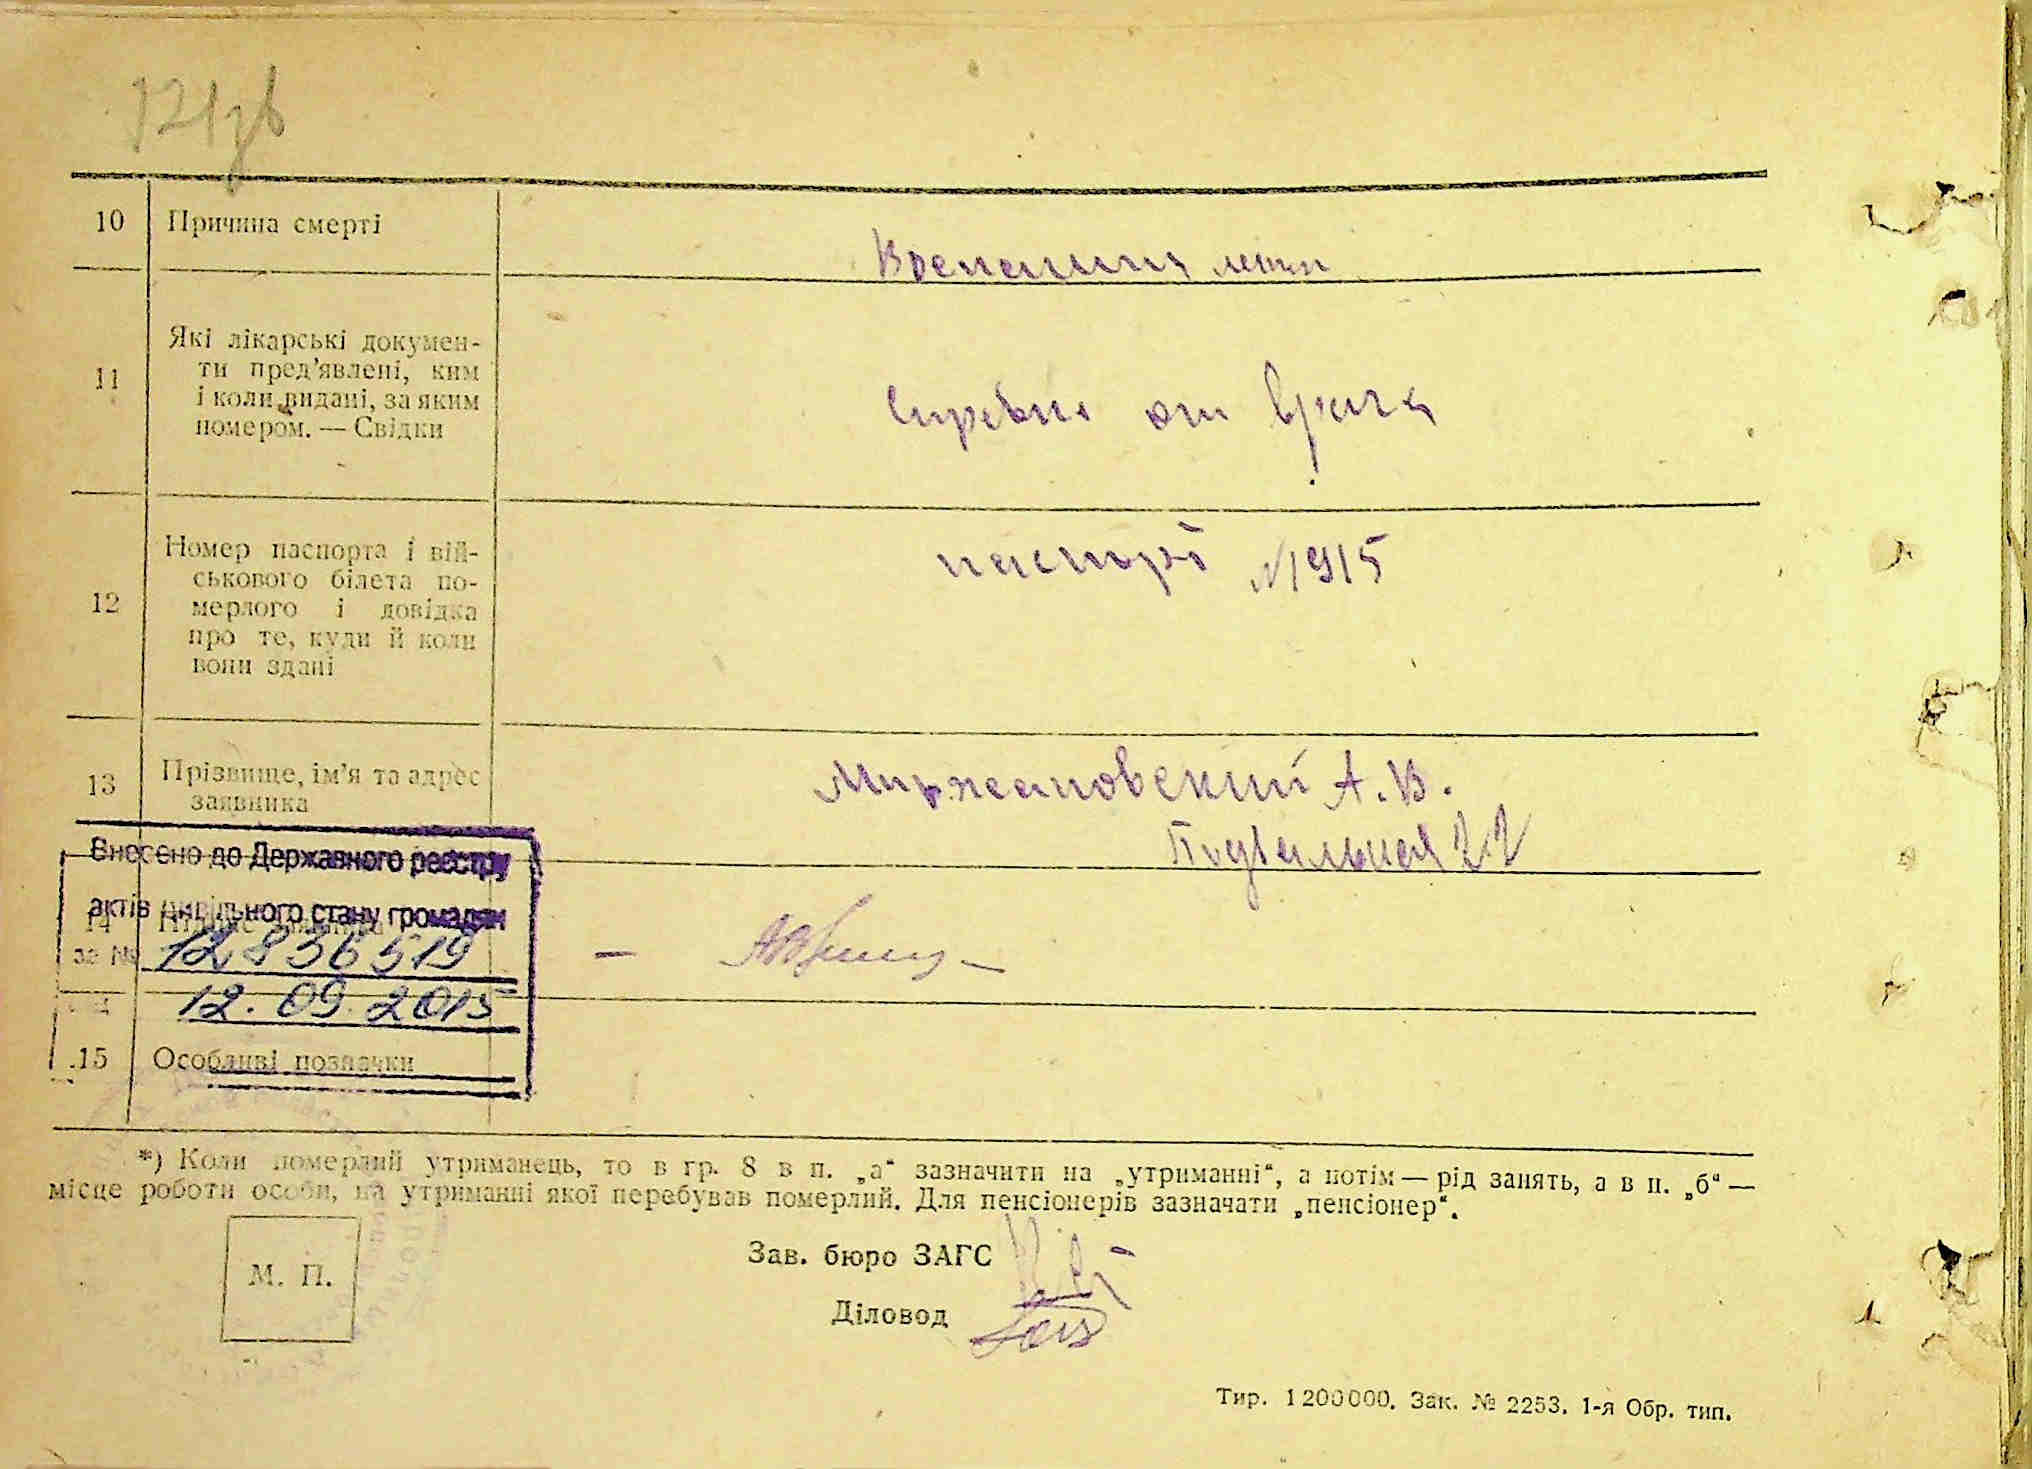 10 Причина смерті
11 Які лікарські докумен-
ти пред'явлені, ким
і коли видані, за яким
номером. — Свідки
от врача
12 Номер паспорта і вій-
ськового білета по-
мерлого і довідка
про те, куди й коли
вони здані
паспорт №1915
13 Прізвище, ім'я та адрес
заявника
А. В.
Подвальная 22
Внесено до Державного реєстру
актів цивільного стану громадян
за № 12836519
12.09.2015
14
15 Особливі позначки
*) Коли померлий утриманець, то в гр. 8 в п. „а“ зазначити на „утриманні“, а потім — рід занять, а в п. „б“ —
місце роботи особи, на утриманні якої перебував померлий. Для пенсіонерів зазначати „пенсіонер“.
М. П.
Зав. бюро ЗАГС
Діловод
Тир. 1200000. Зак. № 2253. 1-я Обр. тип.